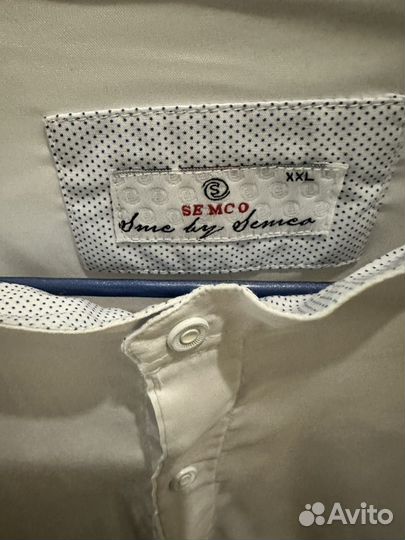 S
XXL
SEMCO
Smc by Semco
Avito